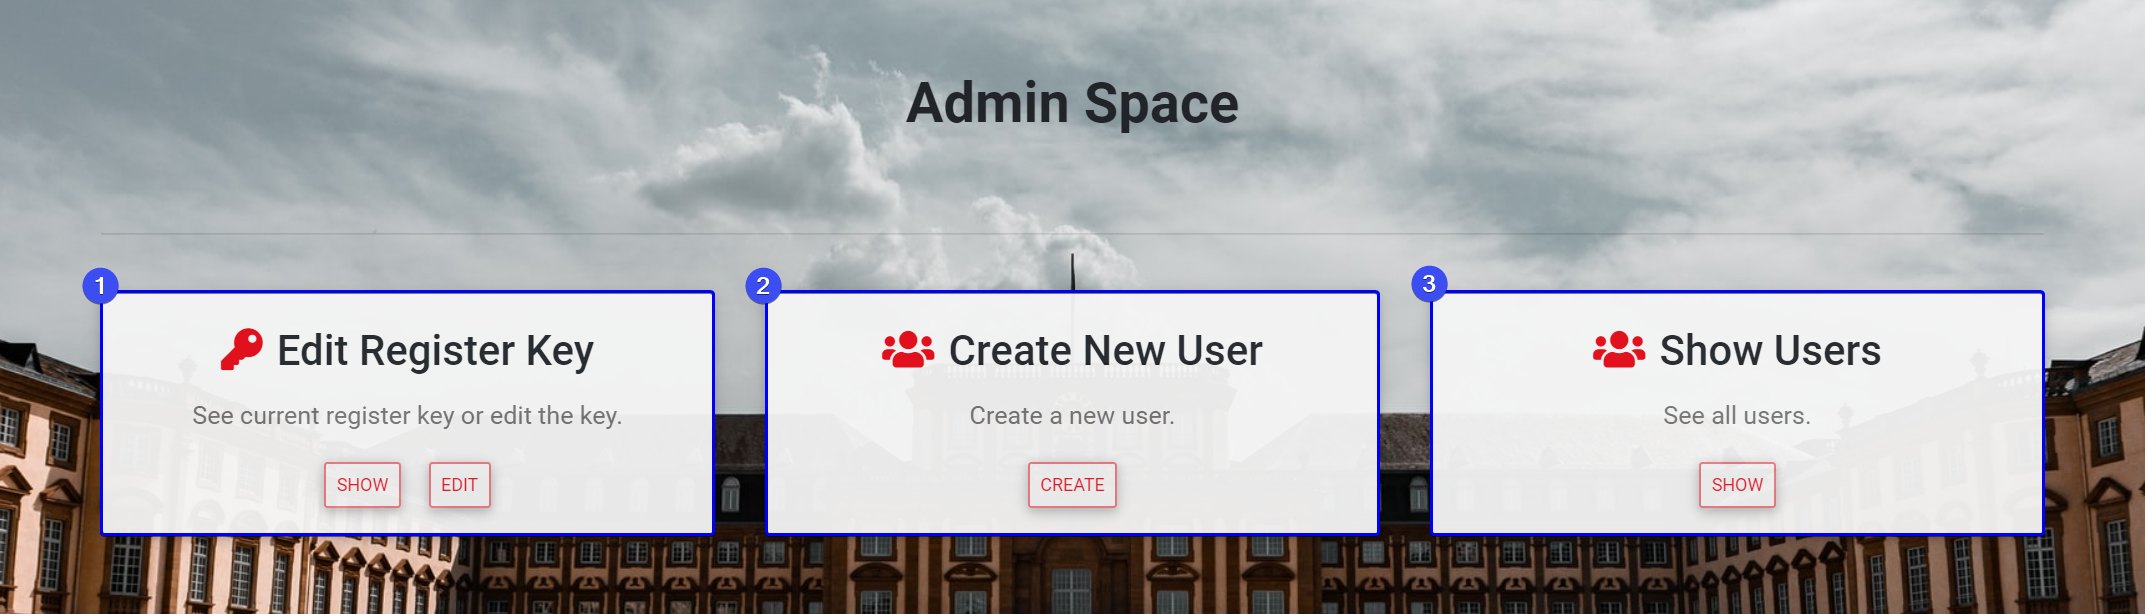 Admin Space
1
Edit Register Key
See current register key or edit the key.
SHOW EDIT
2
Create New User
Create a new user.
CREATE
3
Show Users
See all users.
SHOW